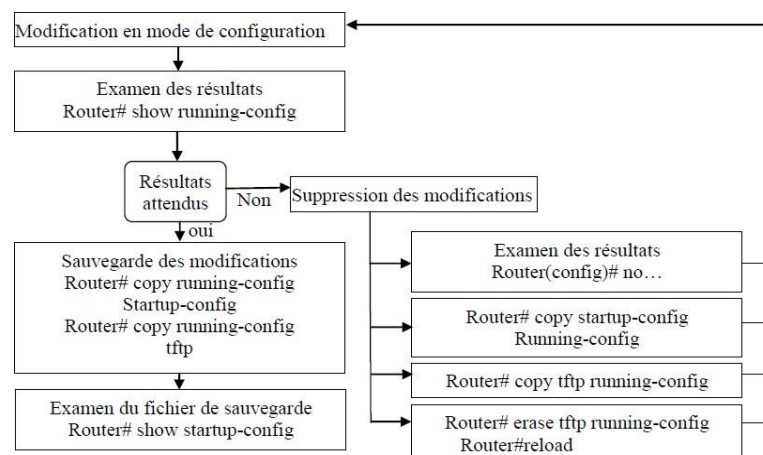 Modification en mode de configuration
Examen des résultats
Router# show running-config
Résultats
attendus
Non
oui
Suppression des modifications
Sauvegarde des modifications
Router# copy running-config
Startup-config
Router# copy running-config
tftp
Examen du fichier de sauvegarde
Router# show startup-config
Examen des résultats
Router(config)# no…
Router# copy startup-config
Running-config
Router# copy tftp running-config
Router# erase tftp running-config
Router#reload